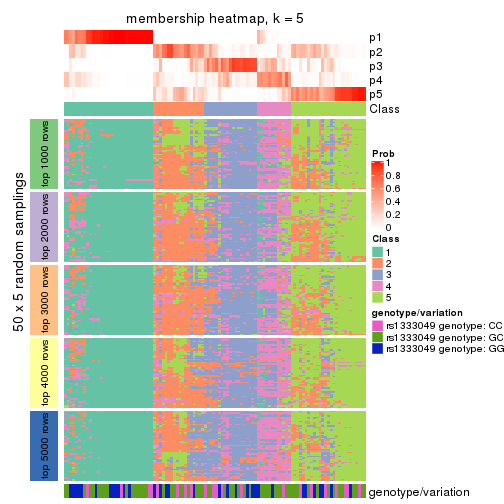 membership heatmap, k = 5
p1
p2
p3
p4
p5
Class
50 x 5 random samplings
top 1000 rows
top 2000 rows
top 3000 rows
top 4000 rows
top 5000 rows
Prob
1
0.8
0.6
0.4
0.2
0
Class
1
2
3
4
5
genotype/variation
rs1333049 genotype: CC
rs1333049 genotype: GC
rs1333049 genotype: GG
genotype/variation